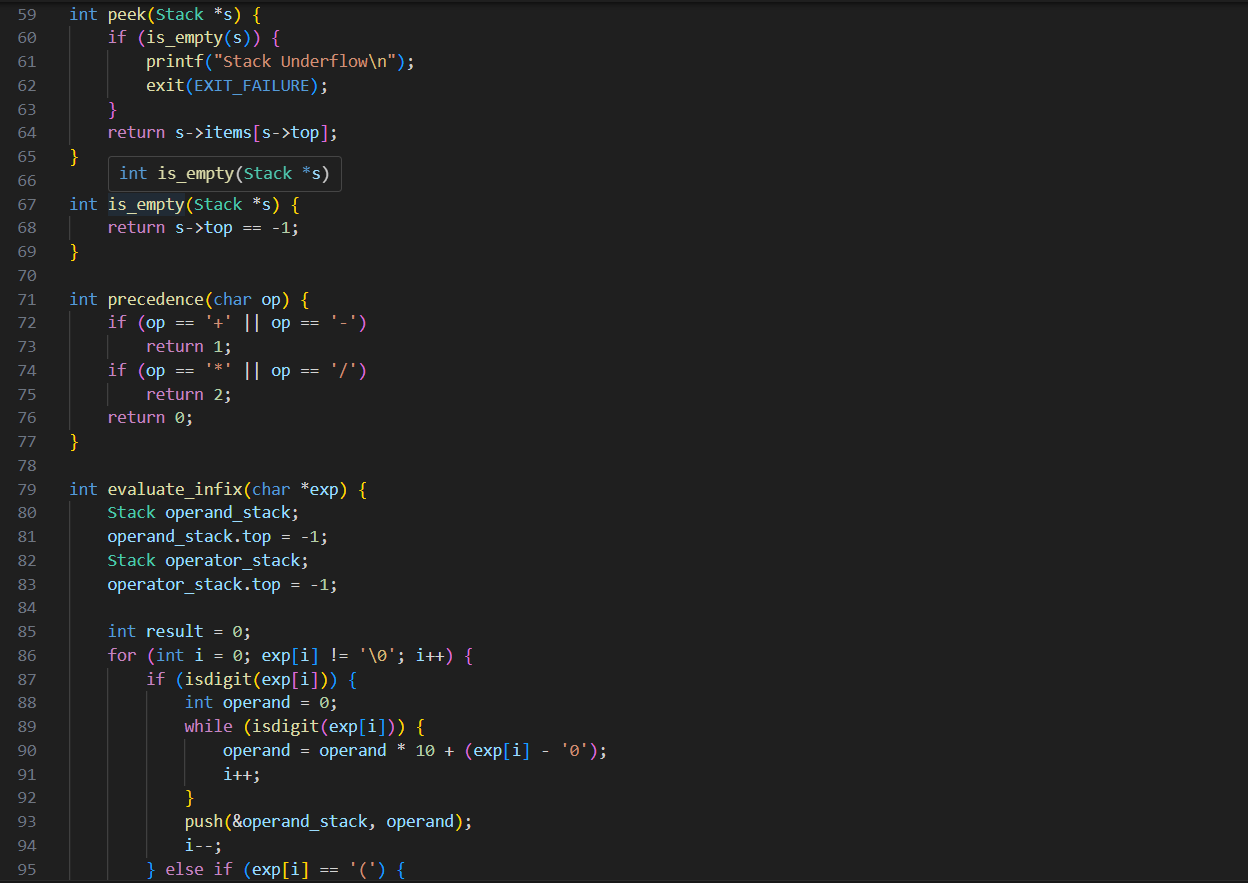 59 int peek(Stack *s) {
60 if (is_empty(s)) {
61 printf("Stack Underflow\n");
62 exit(EXIT_FAILURE);
63 }
64 return s->items[s->top];
65 }
int is_empty(Stack *s)
66
67 int is_empty(Stack *s) {
68 return s->top == -1;
69 }
70
71 int precedence(char op) {
72 if (op == '+' || op == '-')
73 return 1;
74 if (op == '*' || op == '/')
75 return 2;
76 return 0;
77 }
78
79 int evaluate_infix(char *exp) {
80 Stack operand_stack;
81 operand_stack.top = -1;
82 Stack operator_stack;
83 operator_stack.top = -1;
84
85 int result = 0;
86 for (int i = 0; exp[i] != '\0'; i++) {
87 if (isdigit(exp[i])) {
88 int operand = 0;
89 while (isdigit(exp[i])) {
90 operand = operand * 10 + (exp[i] - '0');
91 i++;
92 }
93 push(&operand_stack, operand);
94 i--;
95 } else if (exp[i] == '(') {